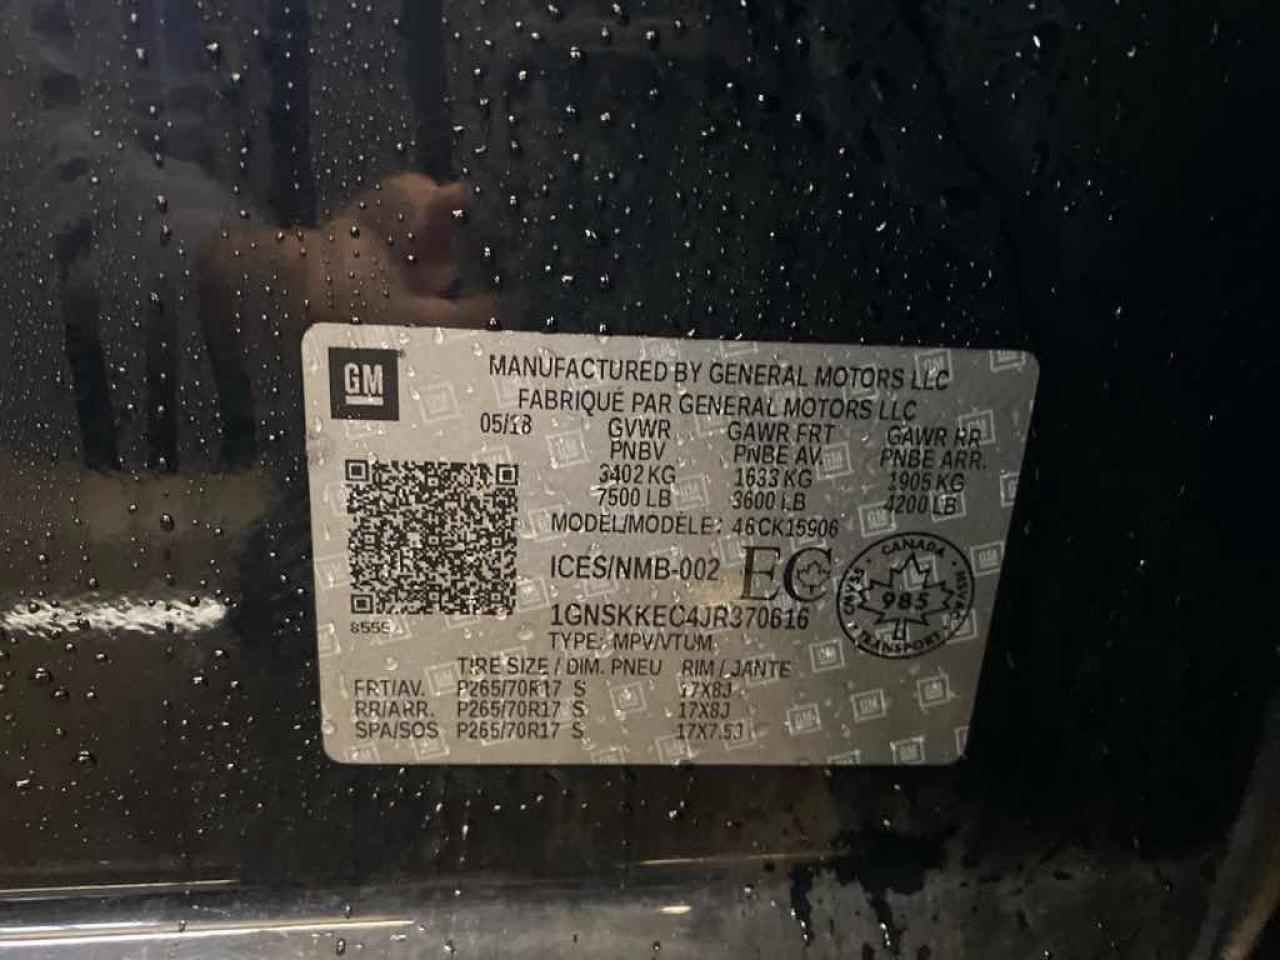 GM
MANUFACTURED BY GENERAL MOTORS LLC
FABRIQUÉ PAR GENERAL MOTORS LLC
05/18 GVWR GAWR FRT GAWR RR
PNBV PNBE AV. PNBE ARR.
3402 KG 1633 KG 1905 KG
7500 LB 3600 LB 4200 LB
MODEL/MODÈLE: 46CK15906
ICES/NMB-002 EC
1GNSKKEC4JR370616
TYPE: MPV/VTUM
8555
CANADA
CMVSS NSVAC
985
TRANSPORT
TIRE SIZE / DIM. PNEU RIM / JANTE
FRT/AV. P265/70R17 S 17X8J
RR/ARR. P265/70R17 S 17X8J
SPA/SOS P265/70R17 S 17X7.5J